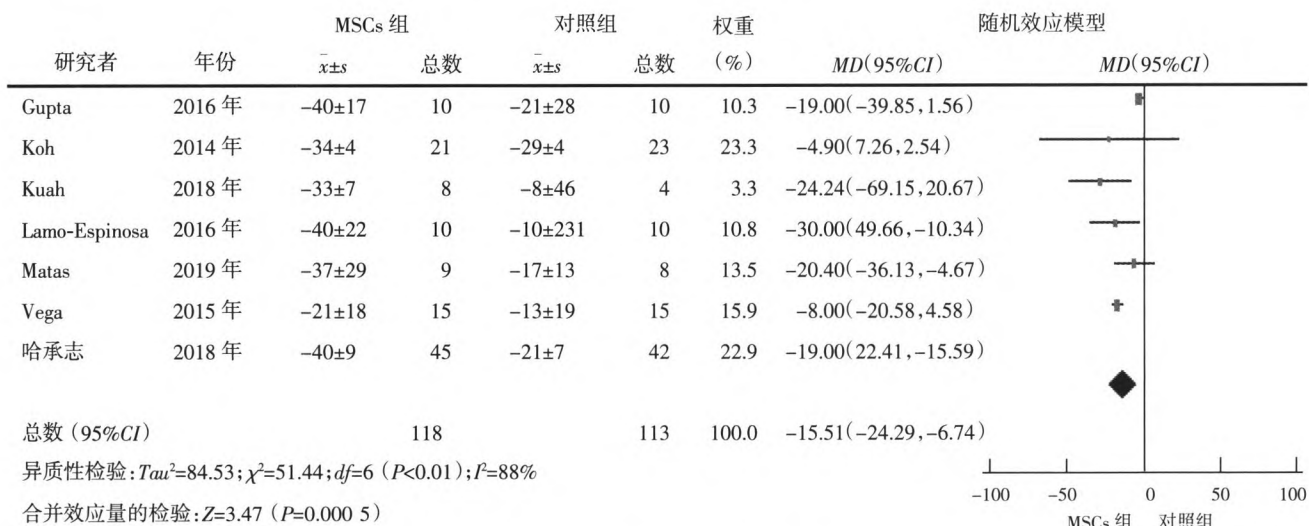 MSCs 组 对照组 权重 随机效应模型
研究者 年份 x̄±s 总数 x̄±s 总数 (%) MD(95%CI) MD(95%CI)
Gupta 2016 年 -40±17 10 -21±28 10 10.3 -19.00(-39.85,1.56)
Koh 2014 年 -34±4 21 -29±4 23 23.3 -4.90(7.26,2.54)
Kuah 2018 年 -33±7 8 -8±46 4 3.3 -24.24(-69.15,20.67)
Lamo-Espinosa 2016 年 -40±22 10 -10±231 10 10.8 -30.00(49.66,-10.34)
Matas 2019 年 -37±29 9 -17±13 8 13.5 -20.40(-36.13,-4.67)
Vega 2015 年 -21±18 15 -13±19 15 15.9 -8.00(-20.58,4.58)
哈承志 2018 年 -40±9 45 -21±7 42 22.9 -19.00(22.41,-15.59)
总数 (95%CI) 118 113 100.0 -15.51(-24.29,-6.74)
异质性检验:Tau²=84.53;χ²=51.44;df=6 (P<0.01);I²=88%
-100 -50 0 50 100
合并效应量的检验:Z=3.47 (P=0.000 5)
MSCs 组 对照组